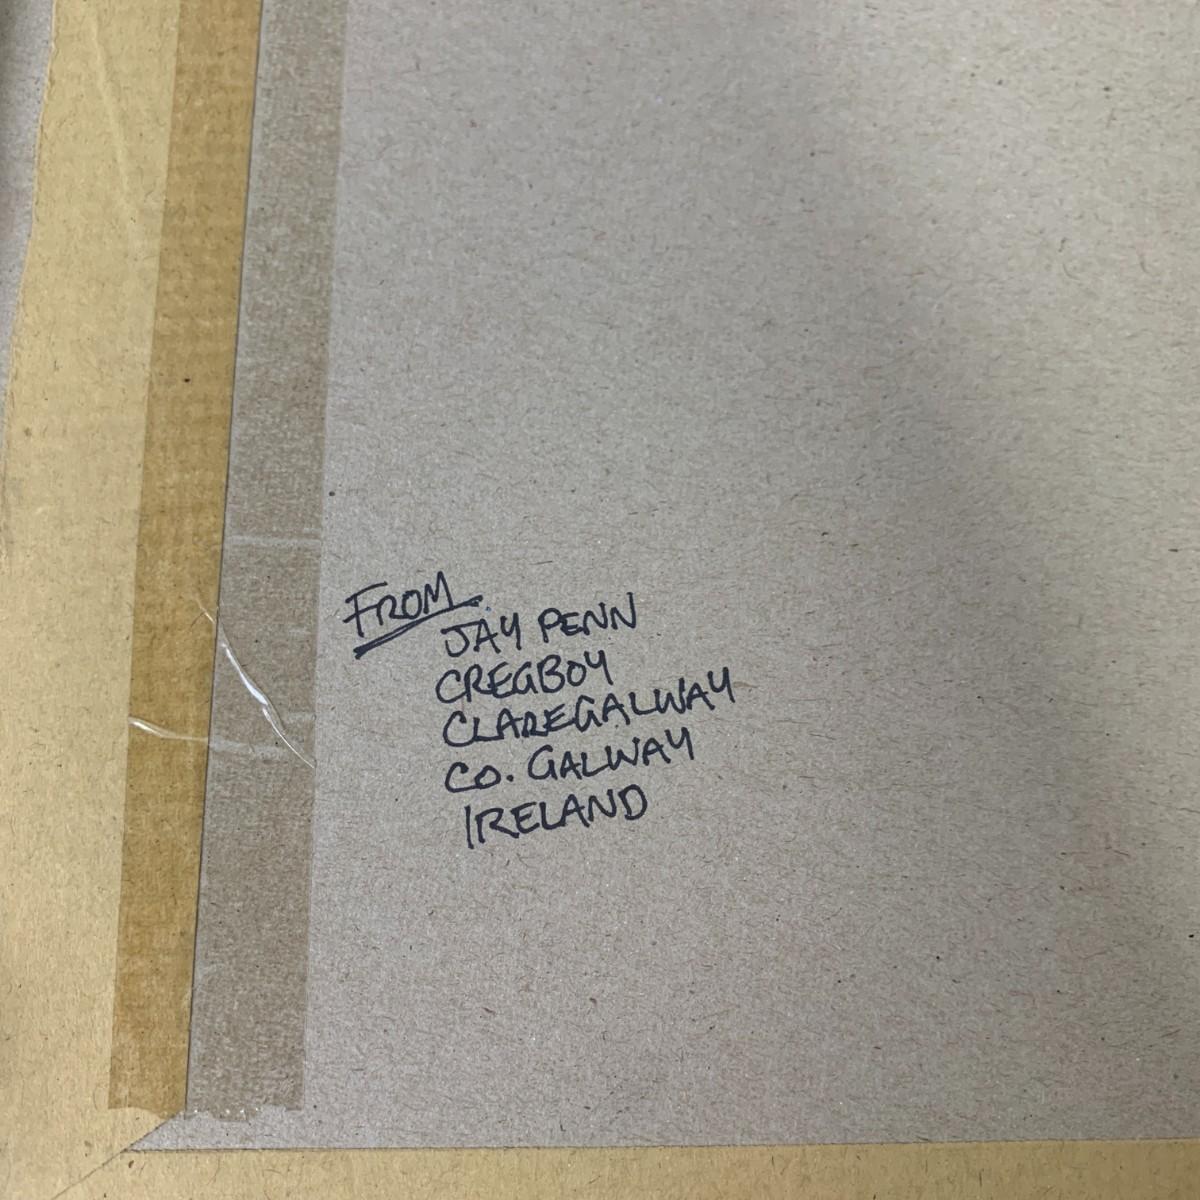 FROM
JAY PENN
CREGBOY
CLAREGALWAY
CO. GALWAY
IRELAND